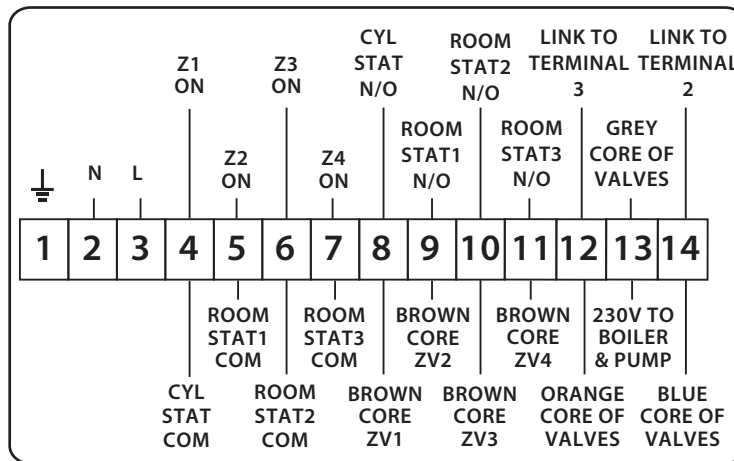 CYL
STAT
N/O
ROOM
STAT2
N/O
LINK TO
TERMINAL
3
LINK TO
TERMINAL
2
Z1
ON
Z3
ON
ROOM
STAT1
N/O
ROOM
STAT3
N/O
GREY
CORE OF
VALVES
N
L
Z2
ON
Z4
ON
1 2 3 4 5 6 7 8 9 10 11 12 13 14
ROOM
STAT1
COM
ROOM
STAT3
COM
BROWN
CORE
ZV2
BROWN
CORE
ZV4
230V TO
BOILER
& PUMP
CYL
STAT
COM
ROOM
STAT2
COM
BROWN
CORE
ZV1
BROWN
CORE
ZV3
ORANGE
CORE OF
VALVES
BLUE
CORE OF
VALVES